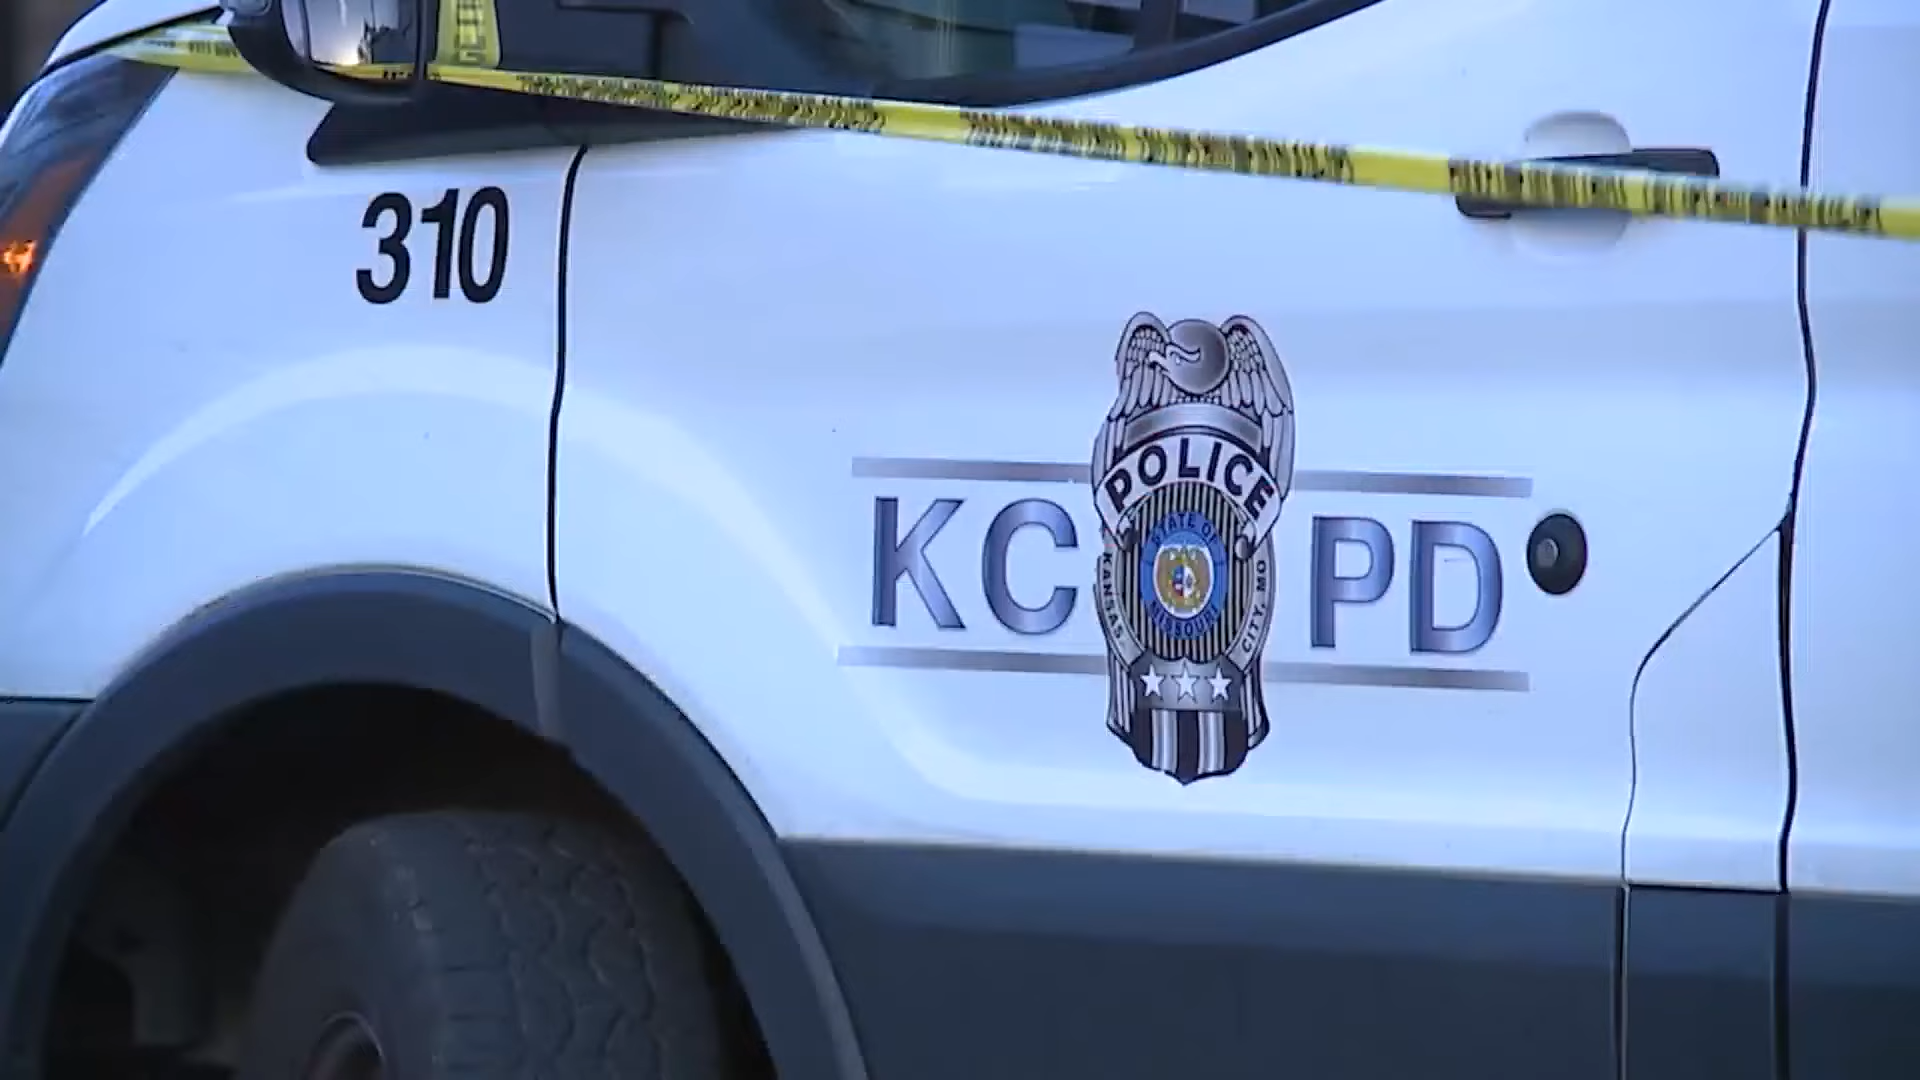 310
POLICE
KC PD
STATE OF
MISSOURI
KANSAS
CITY, MO